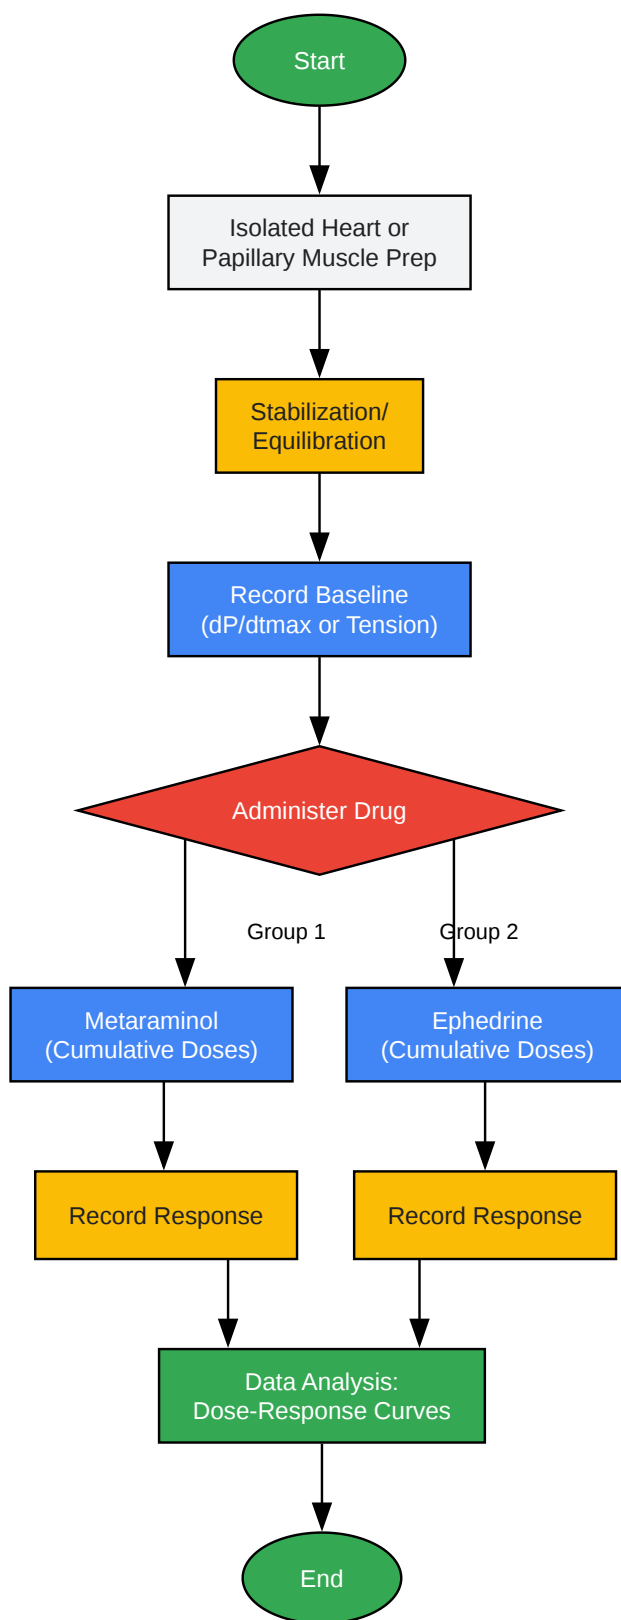 Start
Isolated Heart or
Papillary Muscle Prep
Stabilization/
Equilibration
Record Baseline
(dP/dtmax or Tension)
Administer Drug
Group 1
Group 2
Metaraminol
(Cumulative Doses)
Ephedrine
(Cumulative Doses)
Record Response
Record Response
Data Analysis:
Dose-Response Curves
End